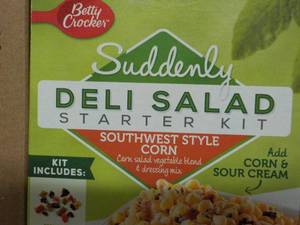 Betty
Crocker
Suddenly
DELI SALAD
STARTER KIT
SOUTHWEST STYLE
CORN
Corn salad vegetable blend
& dressing mix
Add
CORN &
SOUR CREAM
KIT
INCLUDES: